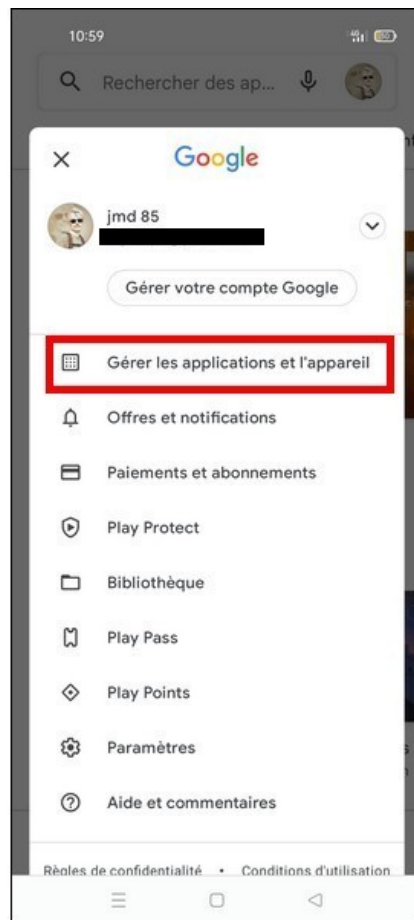 10:59
4G
Rechercher des ap...
Google
jmd 85
Gérer votre compte Google
Gérer les applications et l'appareil
Offres et notifications
Paiements et abonnements
Play Protect
Bibliothèque
Play Pass
Play Points
Paramètres
Aide et commentaires
Règles de confidentialité • Conditions d'utilisation